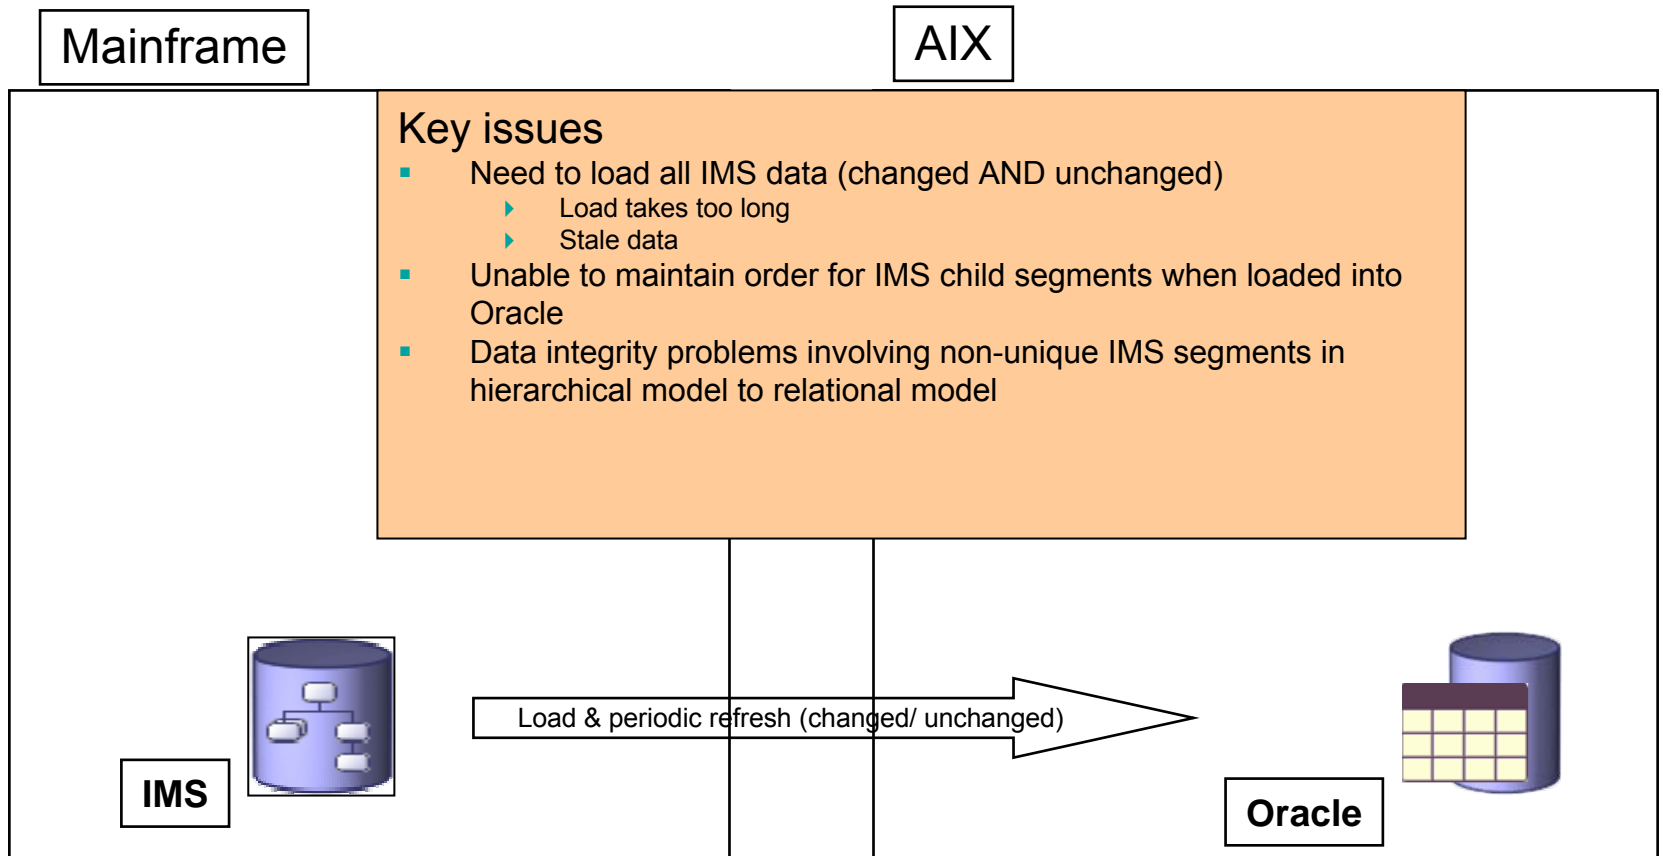 Mainframe
AIX
Key issues
Need to load all IMS data (changed AND unchanged)
Load takes too long
Stale data
Unable to maintain order for IMS child segments when loaded into
Oracle
Data integrity problems involving non-unique IMS segments in
hierarchical model to relational model
Load & periodic refresh (changed/ unchanged)
IMS
Oracle